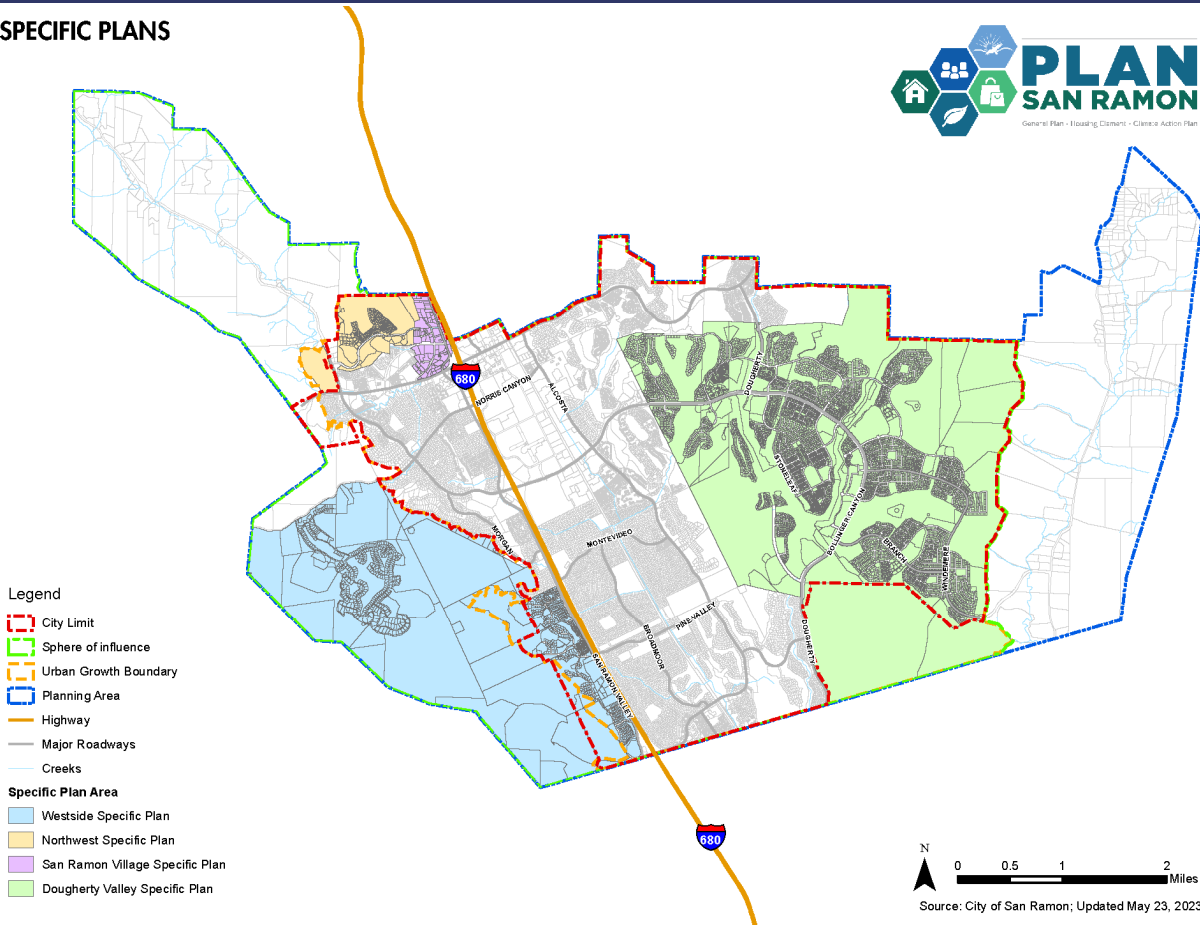 SPECIFIC PLANS
PLAN
SAN RAMON
General Plan - Housing Element - Climate Action Plan
680
NORRIS CANYON
ALCOSTA
DOUGHERTY
STONELEAF
BOLLINGER CANYON
BRANCH
WINDEMERE
MORGAN
MONTEVIDEO
PINE VALLEY
BROADMOOR
SAN RAMON VALLEY
DOUGHERTY
680
Legend
City Limit
Sphere of influence
Urban Growth Boundary
Planning Area
Highway
Major Roadways
Creeks
Specific Plan Area
Westside Specific Plan
Northwest Specific Plan
San Ramon Village Specific Plan
Dougherty Valley Specific Plan
N
0 0.5 1 2
Miles
Source: City of San Ramon; Updated May 23, 2023